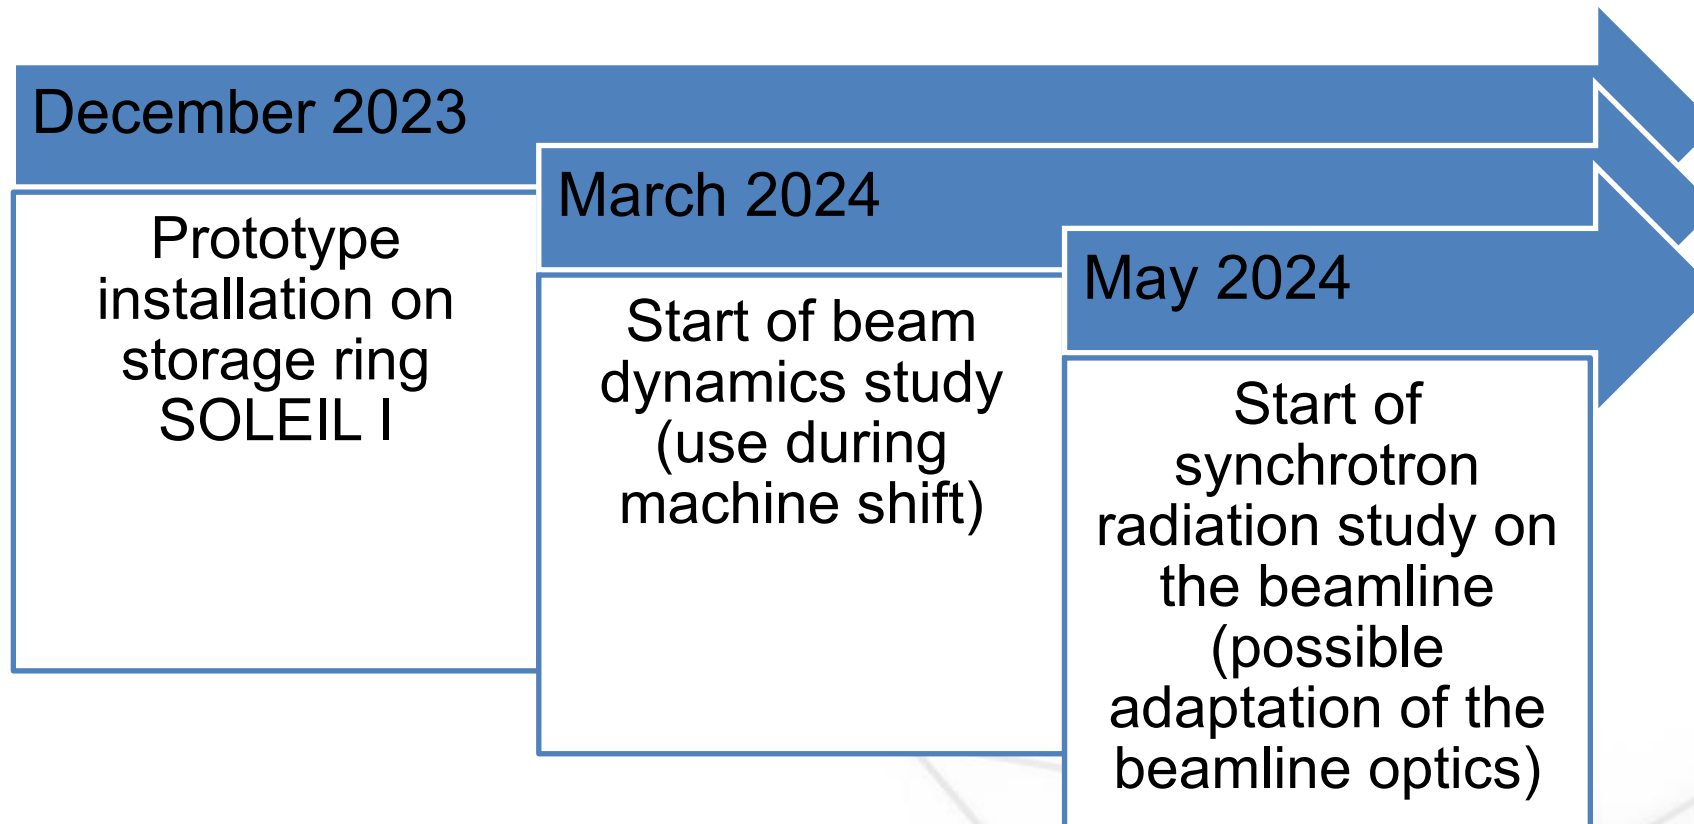 December 2023
Prototype
installation on
storage ring
SOLEIL I
March 2024
Start of beam
dynamics study
(use during
machine shift)
May 2024
Start of
synchrotron
radiation study on
the beamline
(possible
adaptation of the
beamline optics)